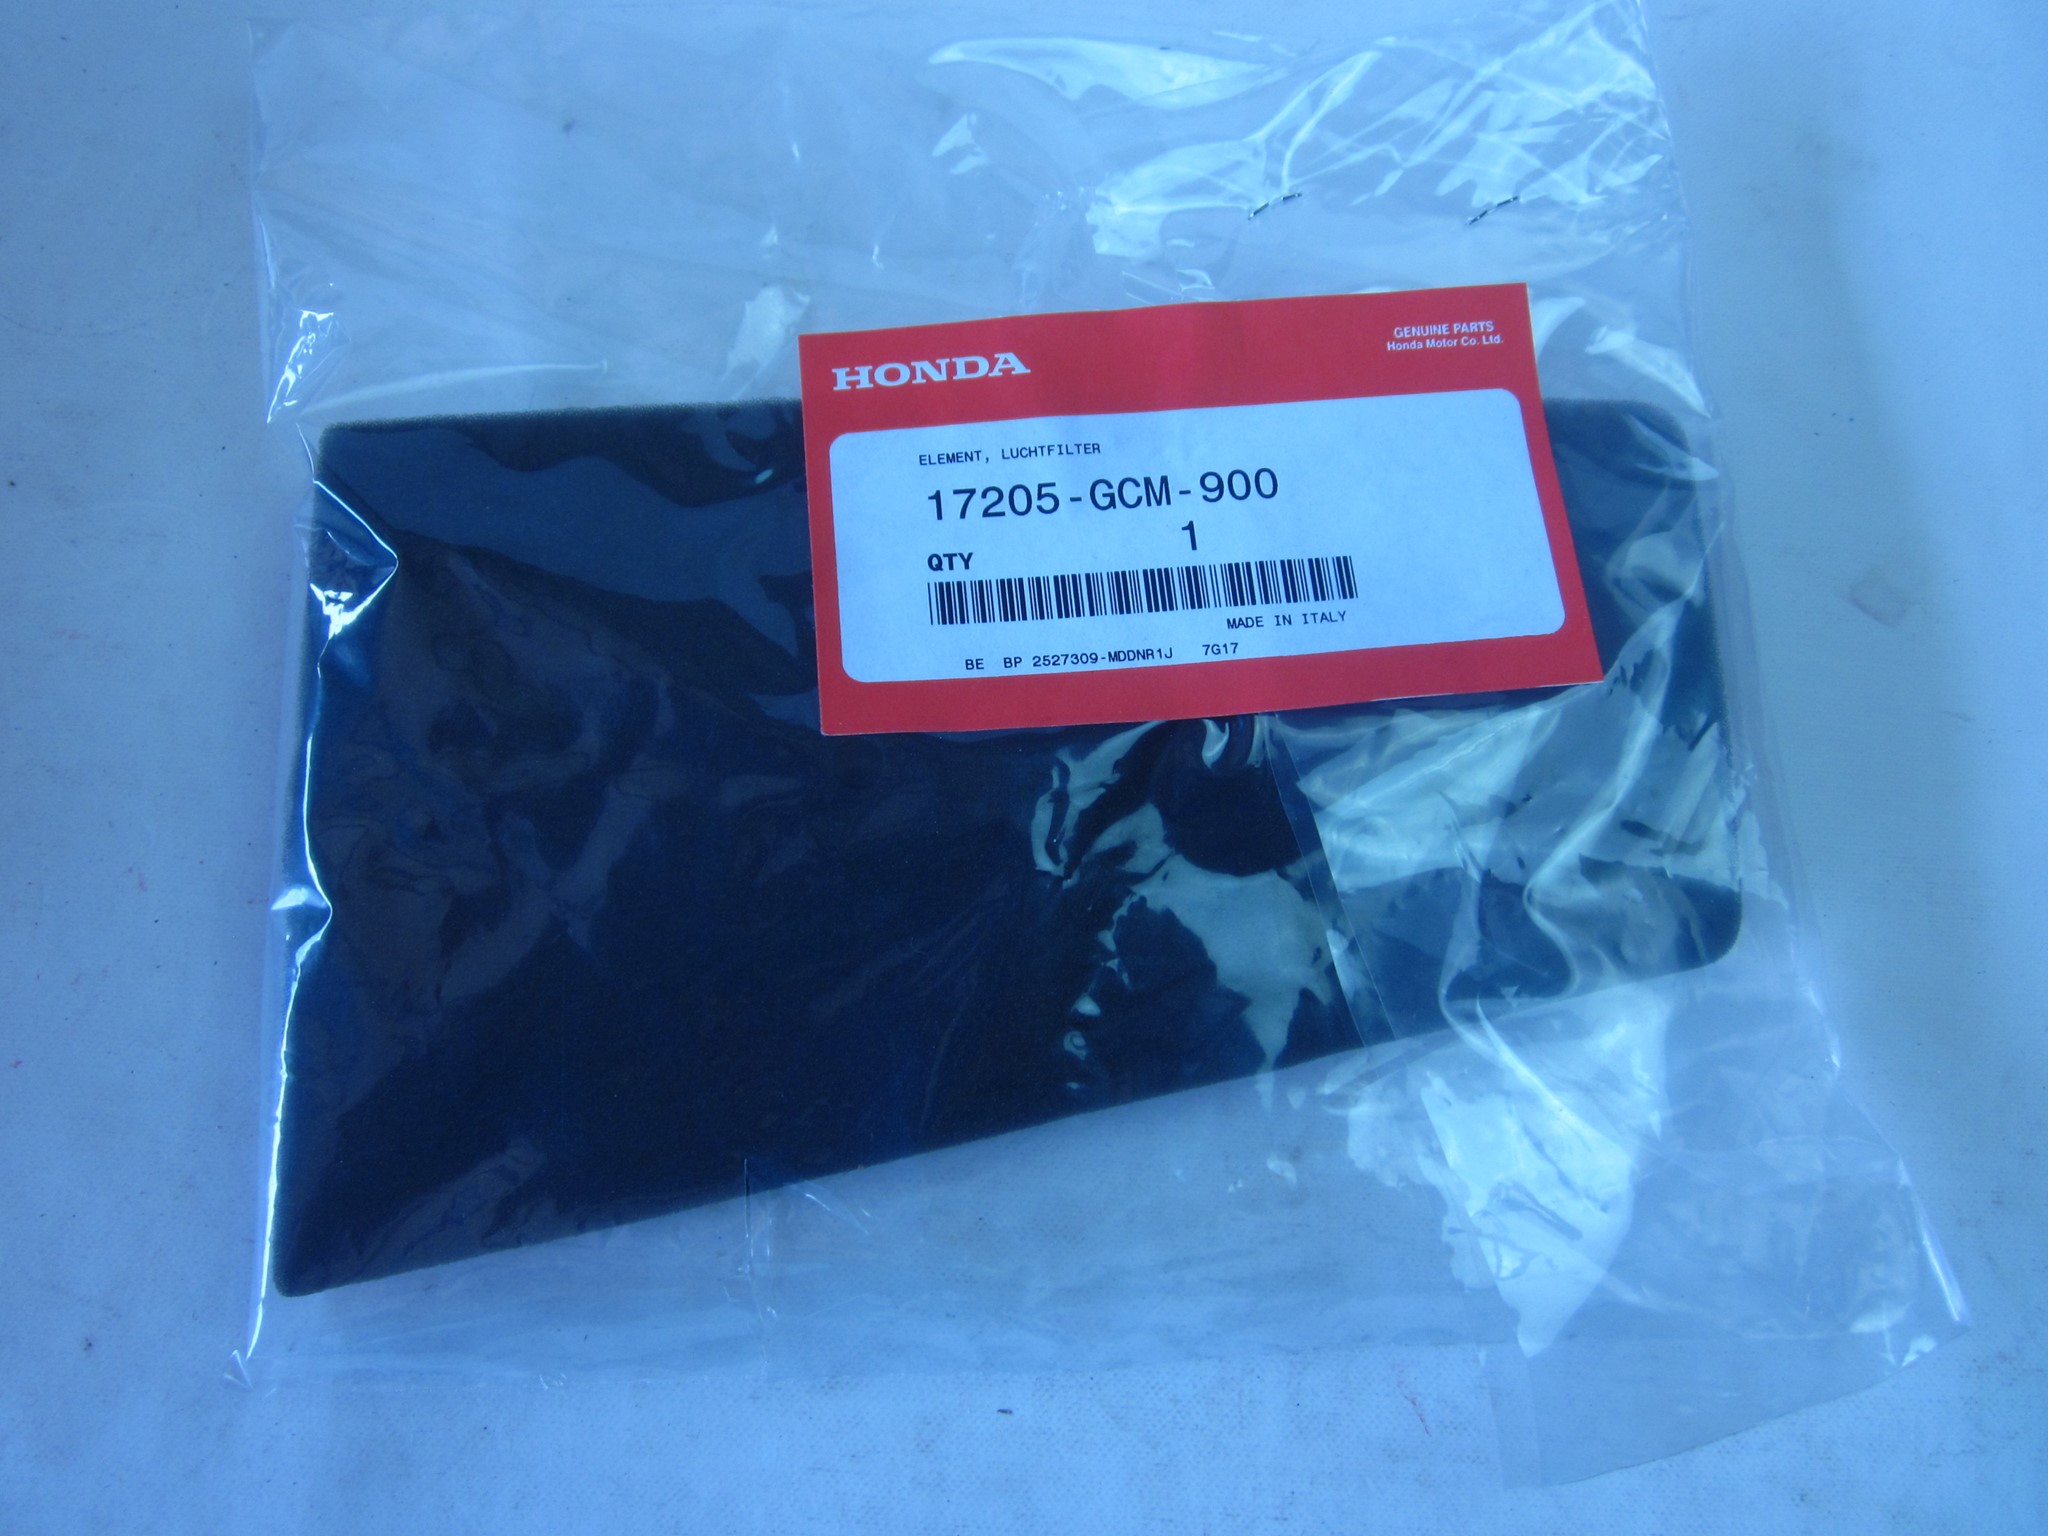 HONDA
GENUINE PARTS
Honda Motor Co. Ltd.
ELEMENT, LUCHTFILTER
17205-GCM-900
1
QTY
MADE IN ITALY
BE BP 2527309-MDDNR1J 7G17